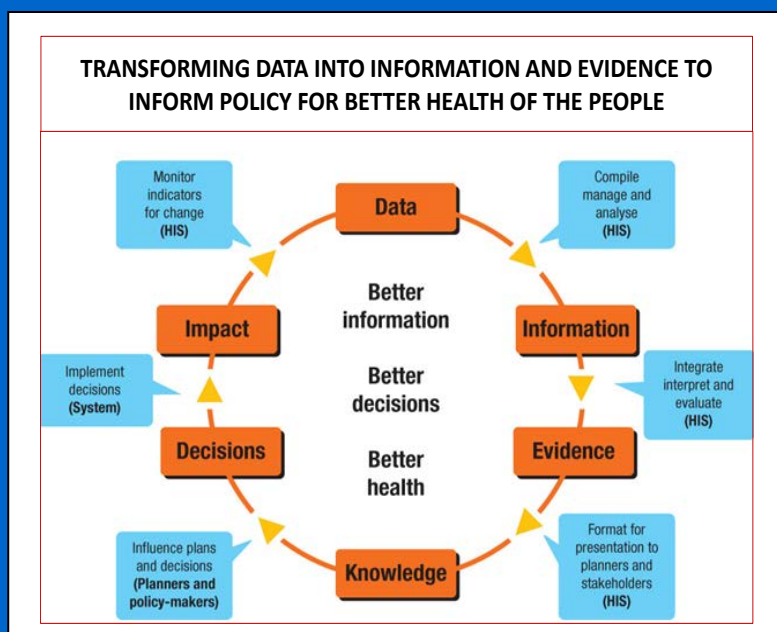 TRANSFORMING DATA INTO INFORMATION AND EVIDENCE TO
INFORM POLICY FOR BETTER HEALTH OF THE PEOPLE
Monitor
indicators
for change
(HIS)
Data
Compile
manage and
analyse
(HIS)
Impact
Better
information
Information
Implement
decisions
(System)
Better
decisions
Integrate
interpret and
evaluate
(HIS)
Decisions
Better
health
Evidence
Influence plans
and decisions
(Planners and
policy-makers)
Knowledge
Format for
presentation to
planners and
stakeholders
(HIS)